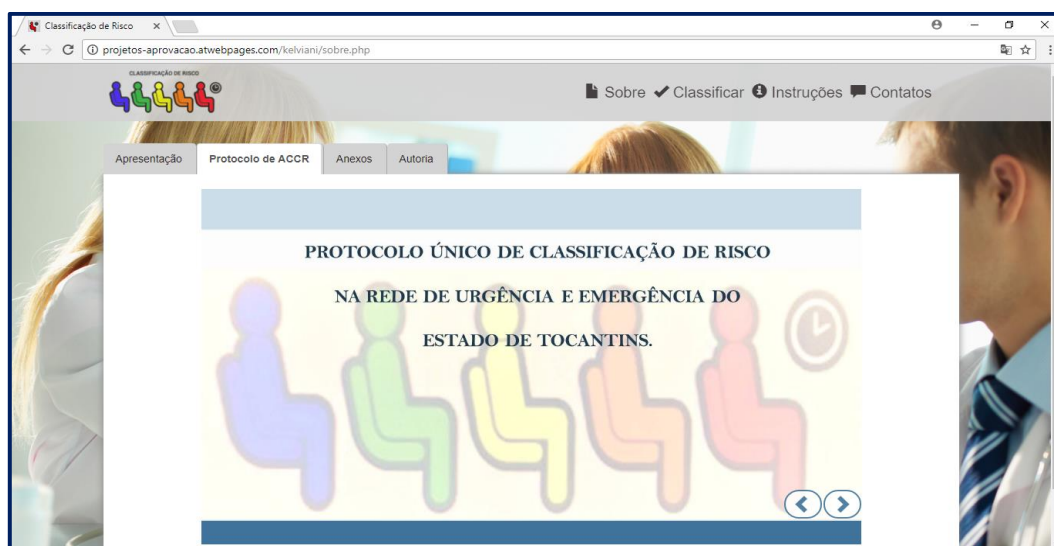 Classificação de Risco
projetos-aprovacao.atwebpages.com/kelviani/sobre.php
CLASSIFICAÇÃO DE RISCO
Sobre Classificar Instruções Contatos
Apresentação Protocolo de ACCR Anexos Autoria
PROTOCOLO ÚNICO DE CLASSIFICAÇÃO DE RISCO
NA REDE DE URGÊNCIA E EMERGÊNCIA DO
ESTADO DE TOCANTINS.